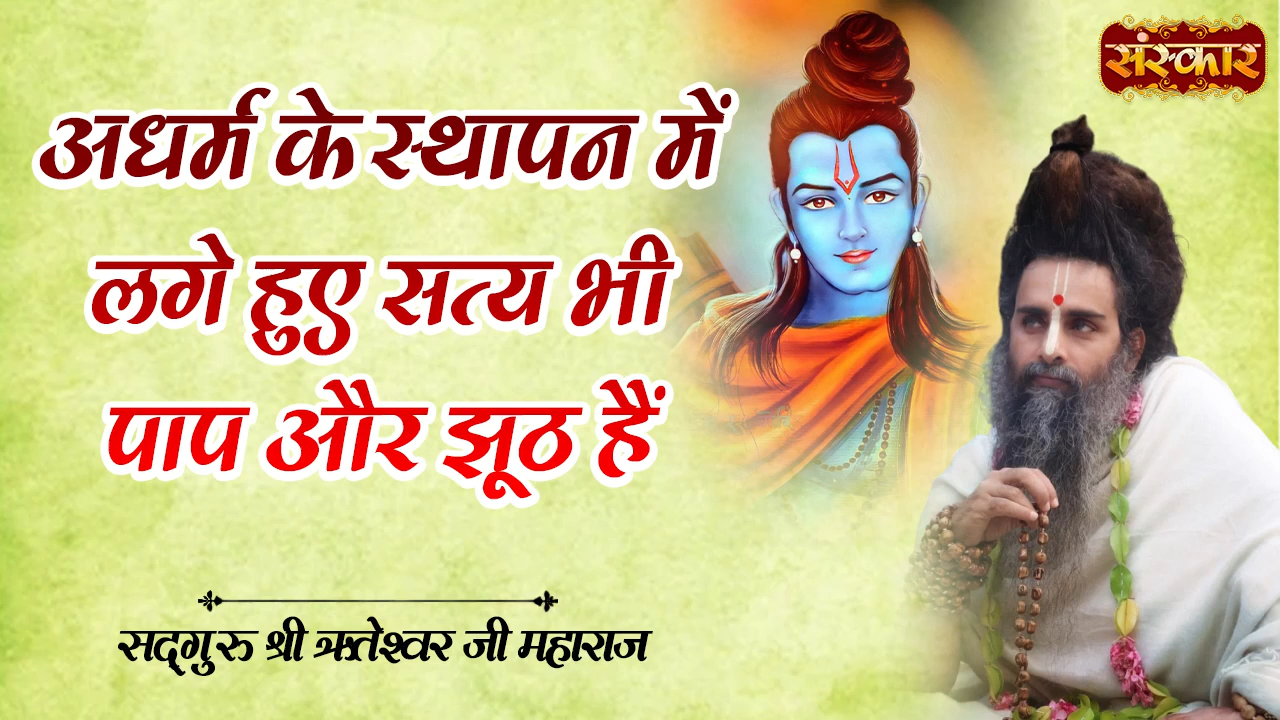 संस्कार
अधर्म के स्थापन में
लगे हुए सत्य भी
पाप और झूठ हैं
सद्‌गुरु श्री ऋतेश्वर जी महाराज